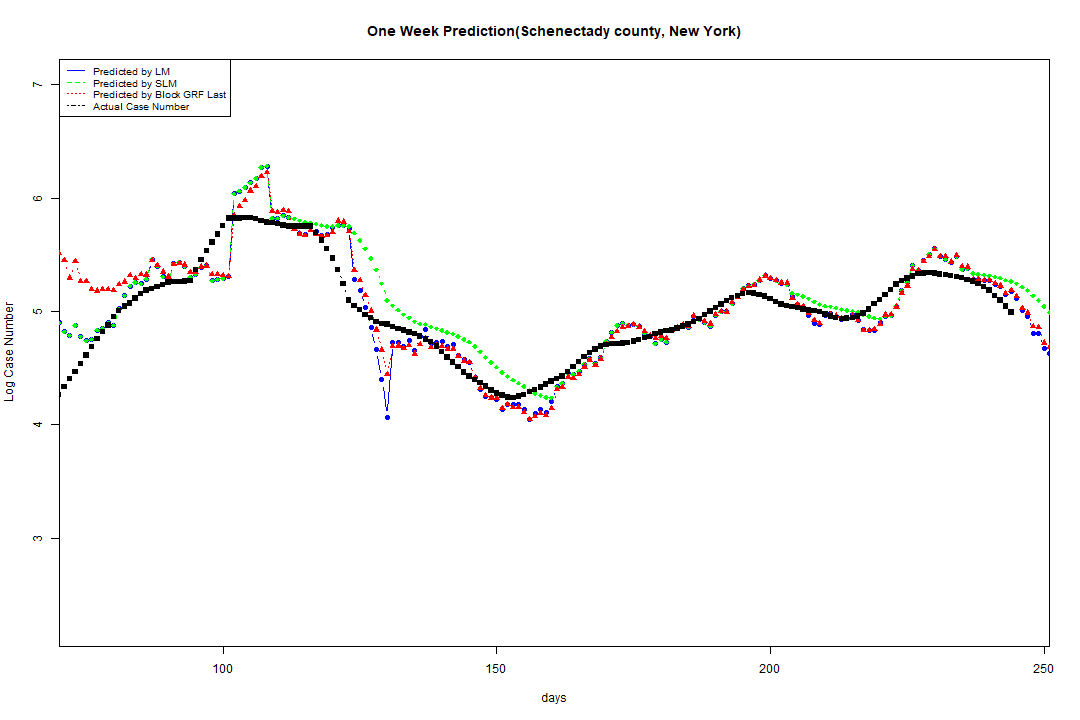 One Week Prediction(Schenectady county, New York)
Predicted by LM
Predicted by SLM
Predicted by Block GRF Last
Actual Case Number
7
6
5
4
3
Log Case Number
100 150 200 250
days